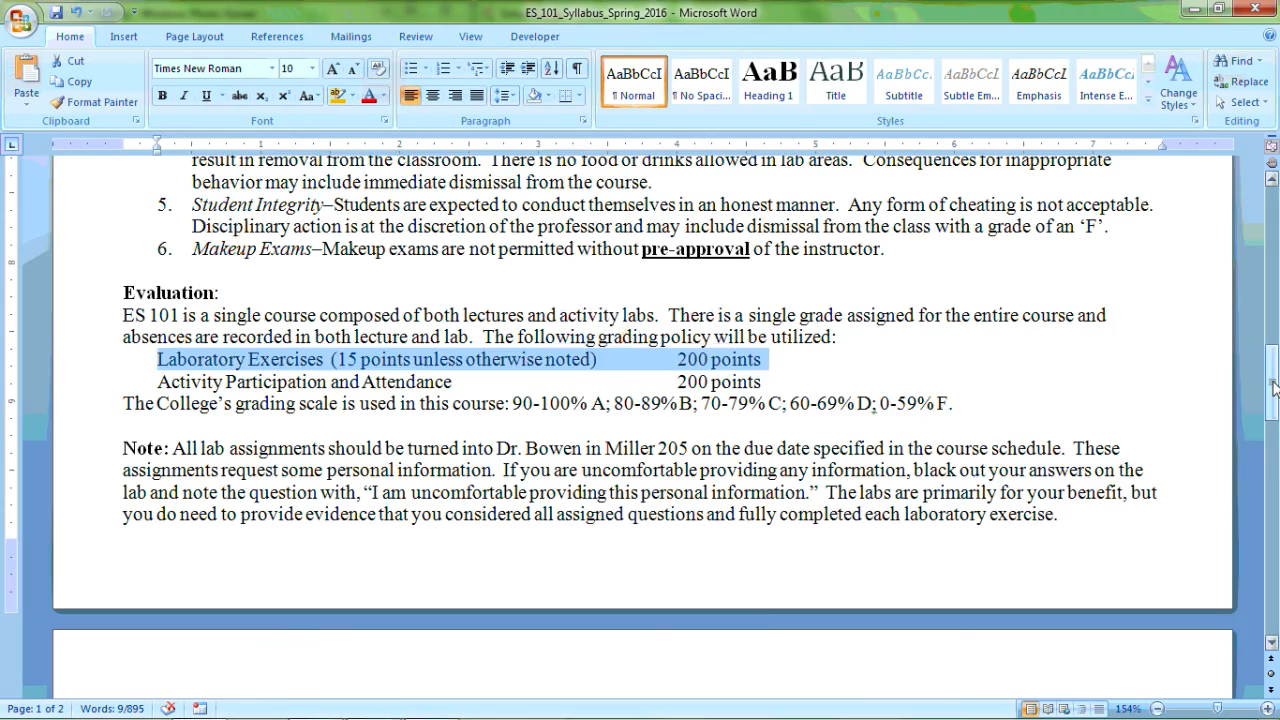 ES_101_Syllabus_Spring_2016 - Microsoft Word
Home Insert Page Layout References Mailings Review View Developer
Paste Cut Copy Format Painter
Times New Roman 10
AaBbCcI AaBbCcI AaB AaB AaBbCcI AaBbCcI AaBbCcI AaBbCcI
¶ Normal ¶ No Spaci... Heading 1 Title Subtitle Subtle Em... Emphasis Intense E...
Change Styles
Find Replace Select
Clipboard Font Paragraph Styles Editing
1 2 3 4 5 6 7
result in removal from the classroom. There is no food or drinks allowed in lab areas. Consequences for inappropriate
behavior may include immediate dismissal from the course.
5. Student Integrity–Students are expected to conduct themselves in an honest manner. Any form of cheating is not acceptable.
Disciplinary action is at the discretion of the professor and may include dismissal from the class with a grade of an ‘F’.
6. Makeup Exams–Makeup exams are not permitted without pre-approval of the instructor.
Evaluation:
ES 101 is a single course composed of both lectures and activity labs. There is a single grade assigned for the entire course and
absences are recorded in both lecture and lab. The following grading policy will be utilized:
Laboratory Exercises (15 points unless otherwise noted) 200 points
Activity Participation and Attendance 200 points
The College’s grading scale is used in this course: 90-100% A; 80-89% B; 70-79% C; 60-69% D; 0-59% F.
Note: All lab assignments should be turned into Dr. Bowen in Miller 205 on the due date specified in the course schedule. These
assignments request some personal information. If you are uncomfortable providing any information, black out your answers on the
lab and note the question with, “I am uncomfortable providing this personal information.” The labs are primarily for your benefit, but
you do need to provide evidence that you considered all assigned questions and fully completed each laboratory exercise.
Page: 1 of 2 Words: 9/895 154%